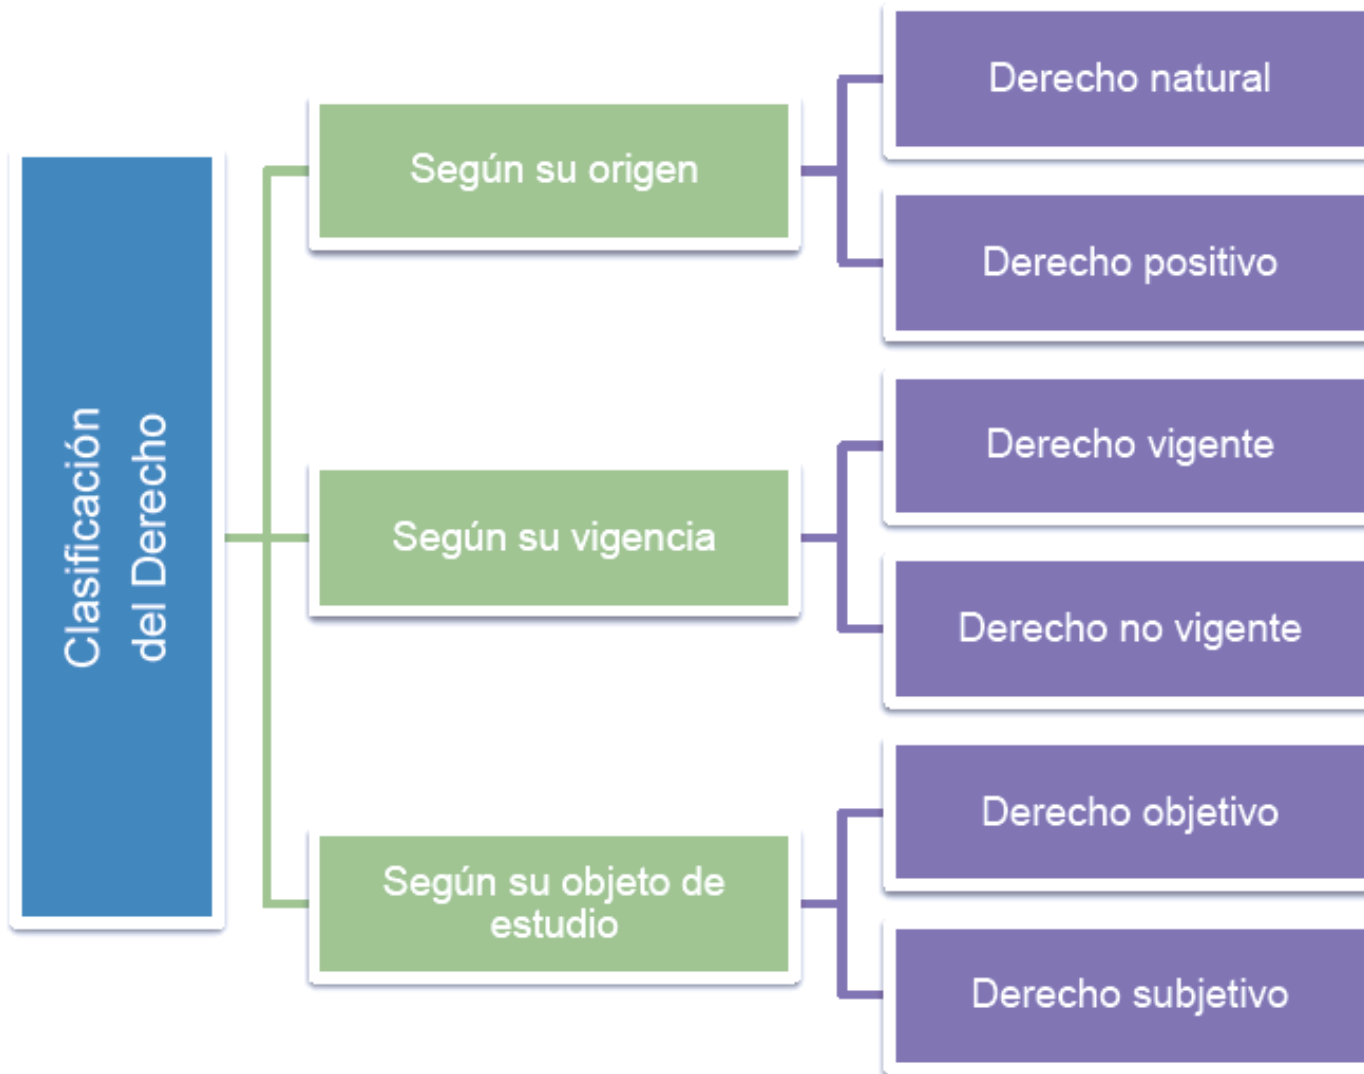 Clasificación
del Derecho
Según su origen
Derecho natural
Derecho positivo
Según su vigencia
Derecho vigente
Derecho no vigente
Según su objeto de
estudio
Derecho objetivo
Derecho subjetivo